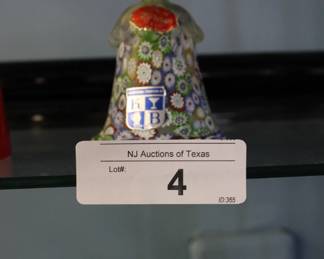 K
B
NJ Auctions of Texas
Lot#:
4
ID:365